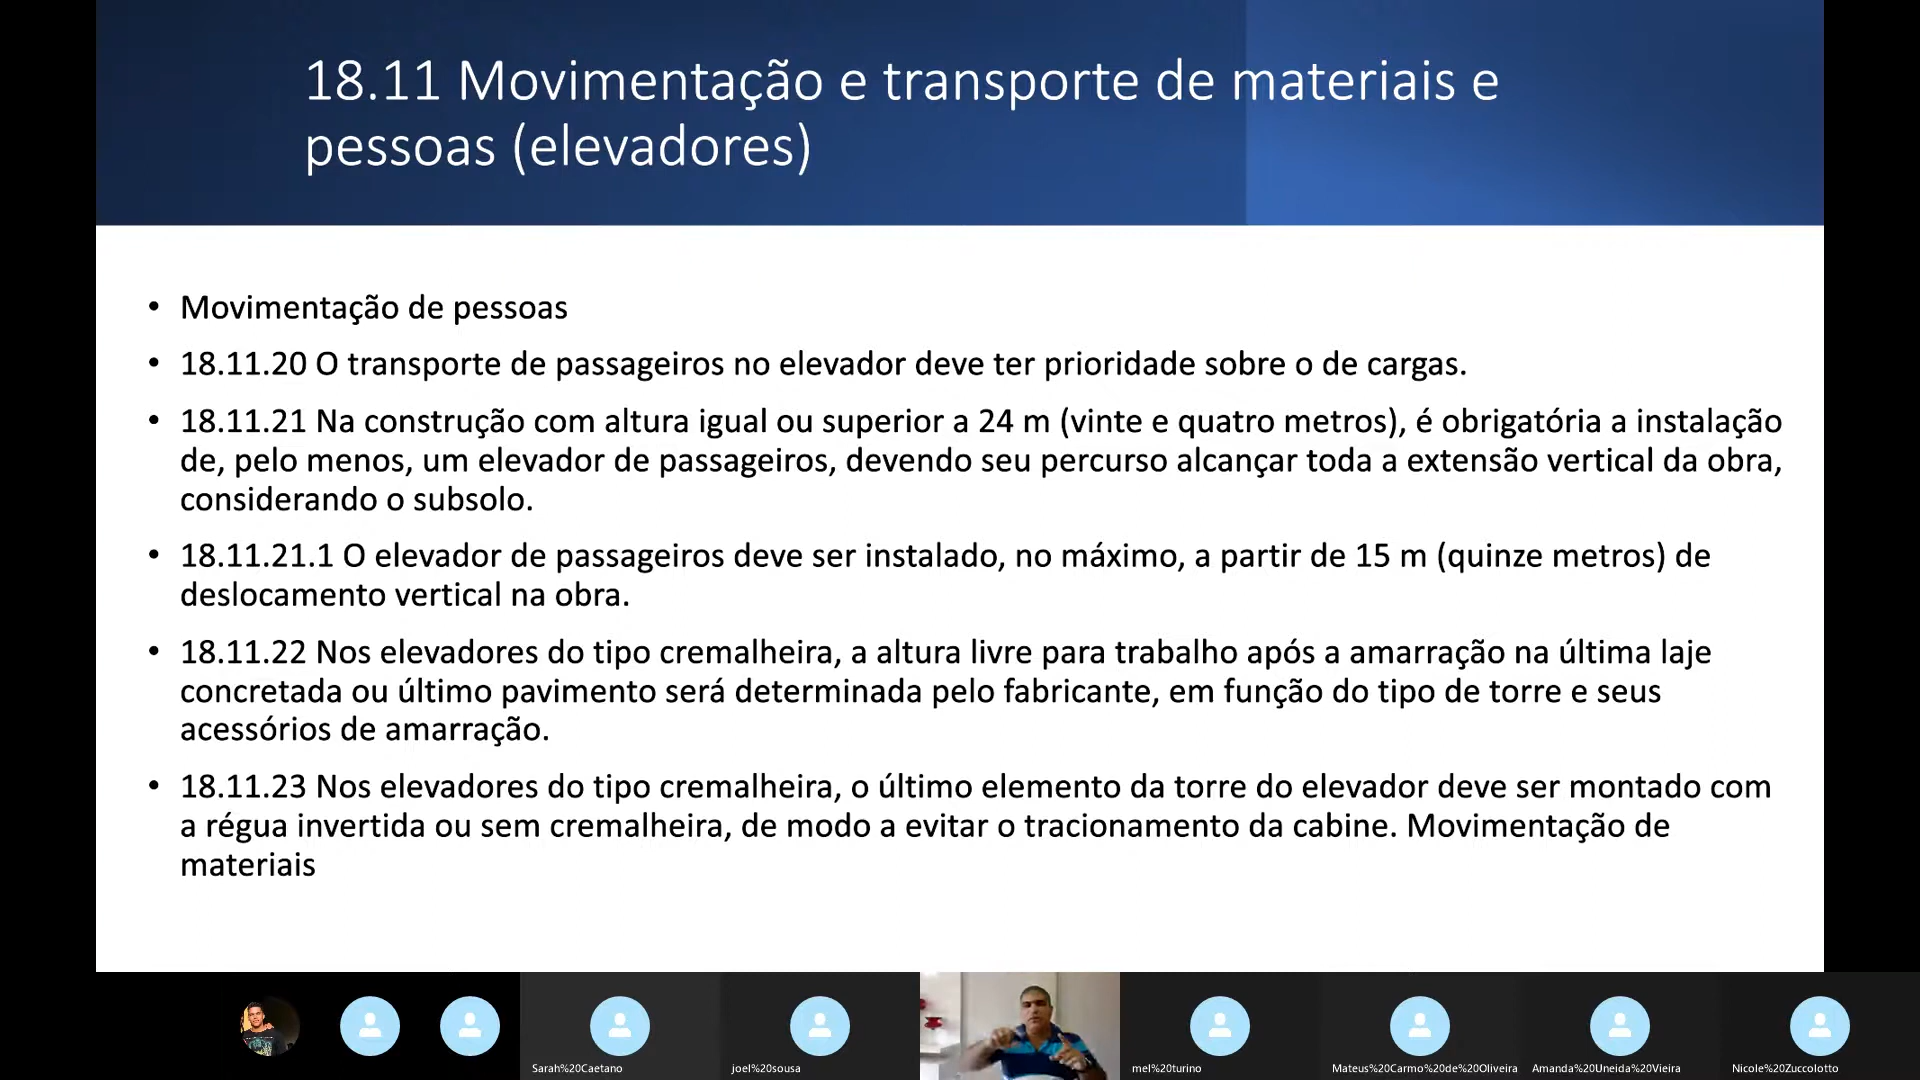 18.11 Movimentação e transporte de materiais e
pessoas (elevadores)
• Movimentação de pessoas
• 18.11.20 O transporte de passageiros no elevador deve ter prioridade sobre o de cargas.
• 18.11.21 Na construção com altura igual ou superior a 24 m (vinte e quatro metros), é obrigatória a instalação
de, pelo menos, um elevador de passageiros, devendo seu percurso alcançar toda a extensão vertical da obra,
considerando o subsolo.
• 18.11.21.1 O elevador de passageiros deve ser instalado, no máximo, a partir de 15 m (quinze metros) de
deslocamento vertical na obra.
• 18.11.22 Nos elevadores do tipo cremalheira, a altura livre para trabalho após a amarração na última laje
concretada ou último pavimento será determinada pelo fabricante, em função do tipo de torre e seus
acessórios de amarração.
• 18.11.23 Nos elevadores do tipo cremalheira, o último elemento da torre do elevador deve ser montado com
a régua invertida ou sem cremalheira, de modo a evitar o tracionamento da cabine. Movimentação de
materiais
Sarah%20Caetano
joel%20sousa
mel%20turino
Mateus%20Carmo%20de%20Oliveira
Amanda%20Uneida%20Vieira
Nicole%20Zuccolotto